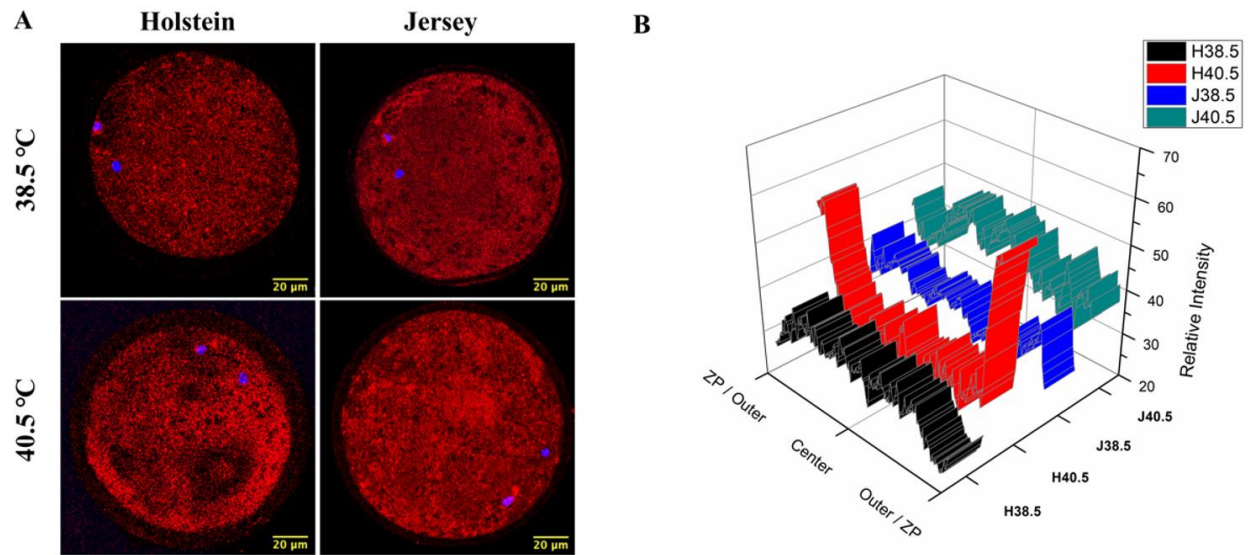 A
Holstein
Jersey
38.5 °C
20 µm
20 µm
40.5 °C
20 µm
20 µm
B
H38.5
H40.5
J38.5
J40.5
70
60
50
40
30
20
Relative Intensity
ZP / Outer
Center
Outer / ZP
J40.5
J38.5
H40.5
H38.5